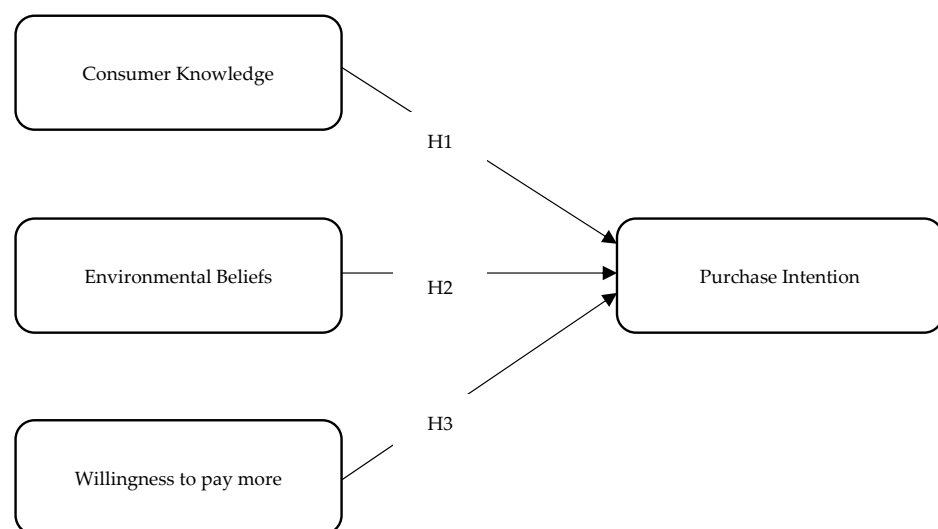 Consumer Knowledge
H1
Environmental Beliefs
H2
Purchase Intention
H3
Willingness to pay more